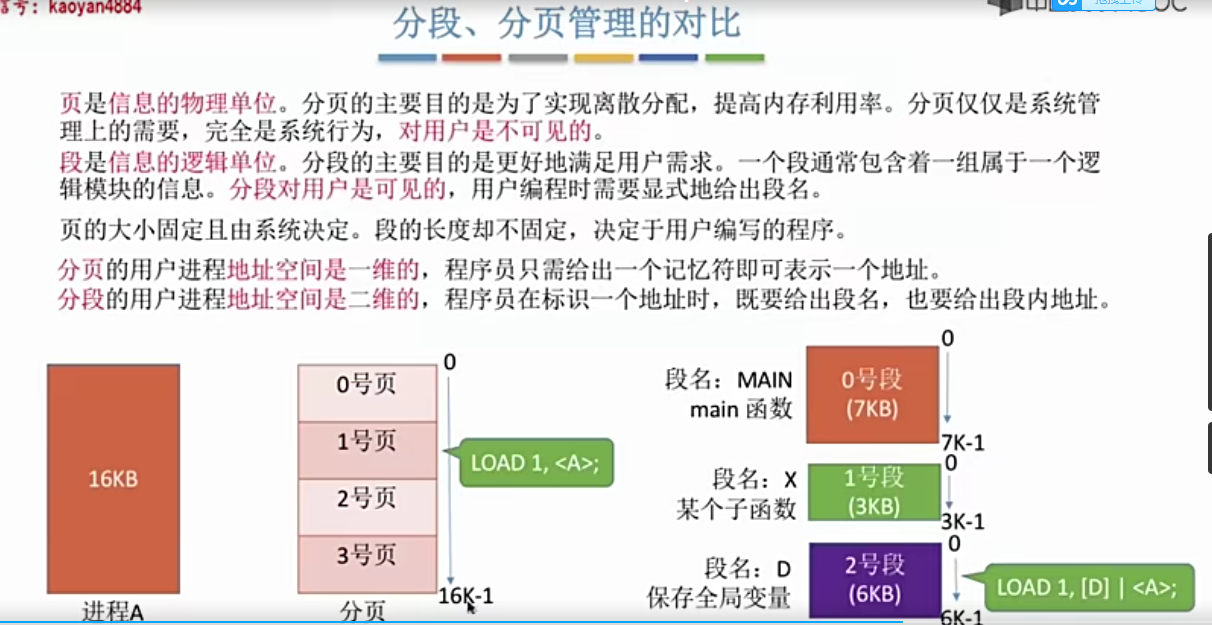 信号：kaoyan4884
分段、分页管理的对比
页是信息的物理单位。分页的主要目的是为了实现离散分配，提高内存利用率。分页仅仅是系统管
理上的需要，完全是系统行为，对用户是不可见的。
段是信息的逻辑单位。分段的主要目的是更好地满足用户需求。一个段通常包含着一组属于一个逻
辑模块的信息。分段对用户是可见的，用户编程时需要显式地给出段名。
页的大小固定且由系统决定。段的长度却不固定，决定于用户编写的程序。
分页的用户进程地址空间是一维的，程序员只需给出一个记忆符即可表示一个地址。
分段的用户进程地址空间是二维的，程序员在标识一个地址时，既要给出段名，也要给出段内地址。
16KB
进程A
0号页
1号页
2号页
3号页
分页
0
LOAD 1, <A>;
16K-1
段名：MAIN
main 函数
0号段
(7KB)
0
7K-1
段名：X
某个子函数
1号段
(3KB)
0
3K-1
段名：D
保存全局变量
2号段
(6KB)
0
LOAD 1, [D] | <A>;
6K-1